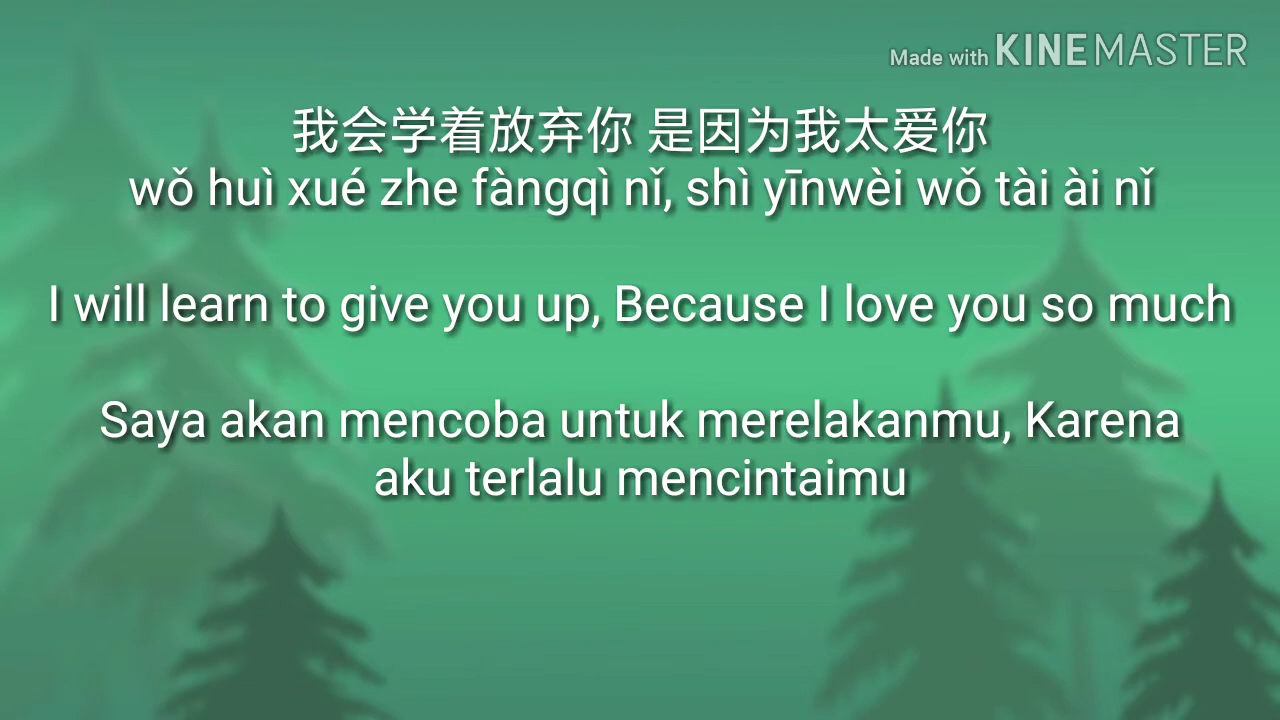 Made with KINEMASTER
我会学着放弃你 是因为我太爱你
wǒ huì xué zhe fàngqì nǐ, shì yīnwèi wǒ tài ài nǐ
I will learn to give you up, Because I love you so much
Saya akan mencoba untuk merelakanmu, Karena
aku terlalu mencintaimu